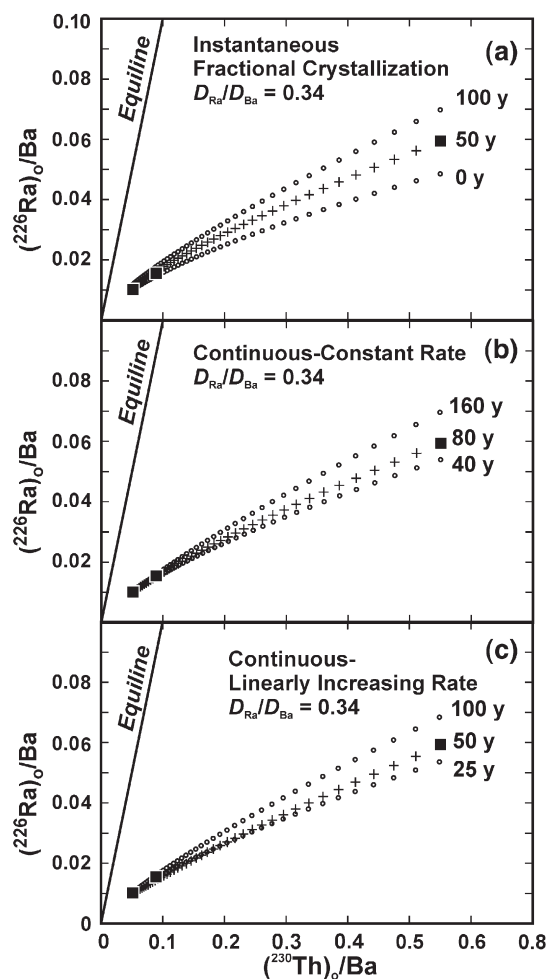 0.10
(a)
Instantaneous
Fractional Crystallization
D_Ra/D_Ba = 0.34
Equiline
0.08
0.06
0.04
0.02
(²²⁶Ra)o/Ba
100 y
50 y
0 y
(b)
Continuous-Constant Rate
D_Ra/D_Ba = 0.34
Equiline
0.08
0.06
0.04
0.02
(²²⁶Ra)o/Ba
160 y
80 y
40 y
(c)
Continuous-
Linearly Increasing Rate
D_Ra/D_Ba = 0.34
Equiline
0.08
0.06
0.04
0.02
0
(²²⁶Ra)o/Ba
100 y
50 y
25 y
0 0.1 0.2 0.3 0.4 0.5 0.6 0.8
(²³⁰Th)o/Ba